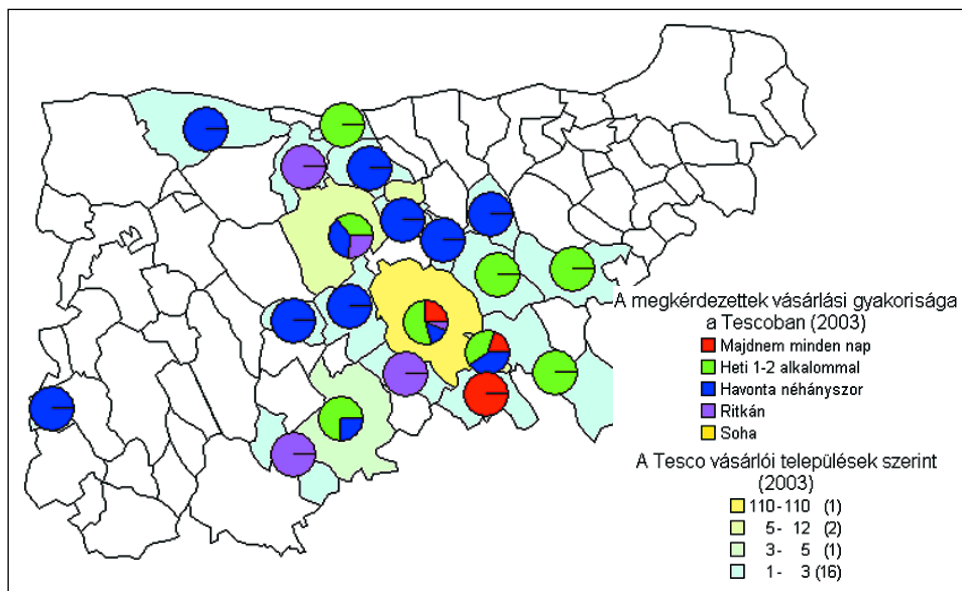 A megkérdezettek vásárlási gyakorisága
a Tescoban (2003)
Majdnem minden nap
Heti 1-2 alkalommal
Havonta néhányszor
Ritkán
Soha
A Tesco vásárlói települések szerint
(2003)
110 - 110 (1)
5 - 12 (2)
3 - 5 (1)
1 - 3 (16)